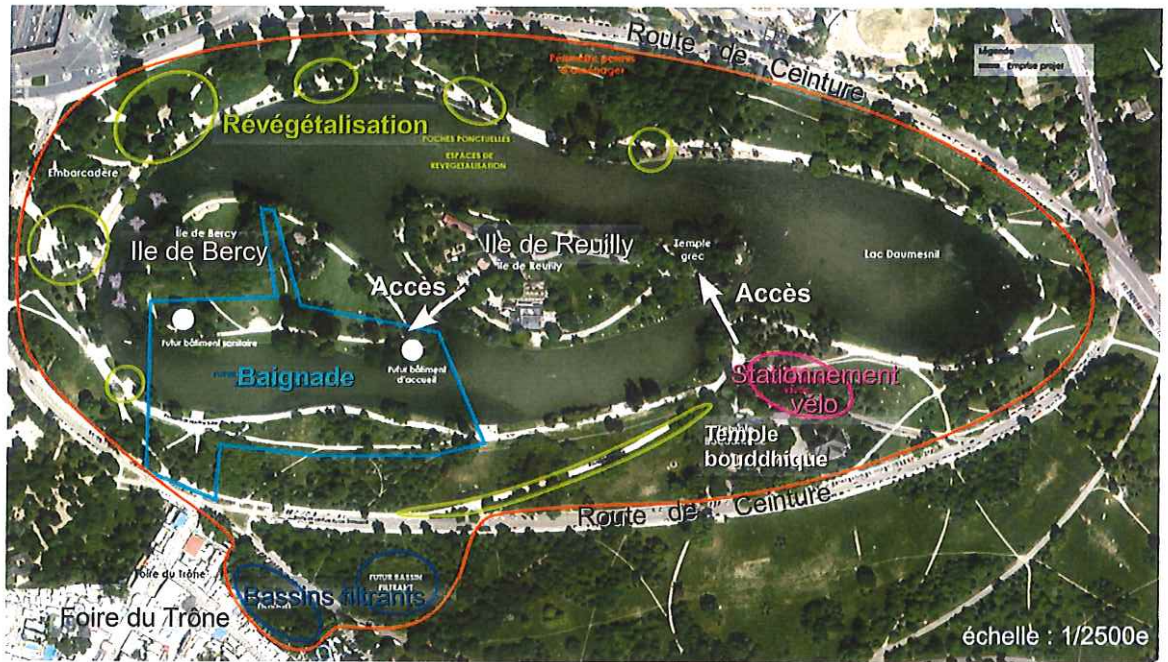 Route de Ceinture
Périmètre permis
d'aménager
Légende
Emprise projet
Révégétalisation
POCHES PONCTUELLES
ESPACES DE
REVEGETALISATION
Embarcadère
Ile de Bercy
Ile de Bercy
Ile de Reuilly
Ile de Reuilly
Temple
grec
Lac Daumesnil
Accès
Accès
Futur bâtiment sanitaire
Futur bâtiment
d'accueil
Baignade
Stationnement
vélo
Temple
bouddhique
Route de Ceinture
Foire du Trône
Foire du Trône
FUTUR BASSIN
FILTRANT
Bassins filtrants
échelle : 1/2500e